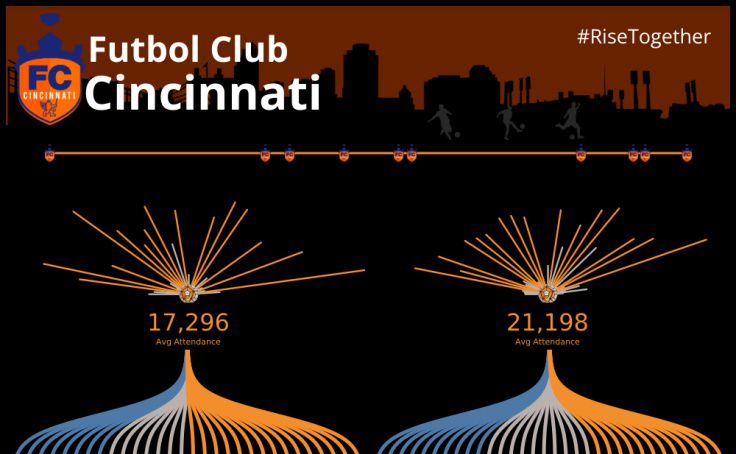 #RiseTogether
Futbol Club
Cincinnati
FC
CINCINNATI
17,296
Avg Attendance
21,198
Avg Attendance